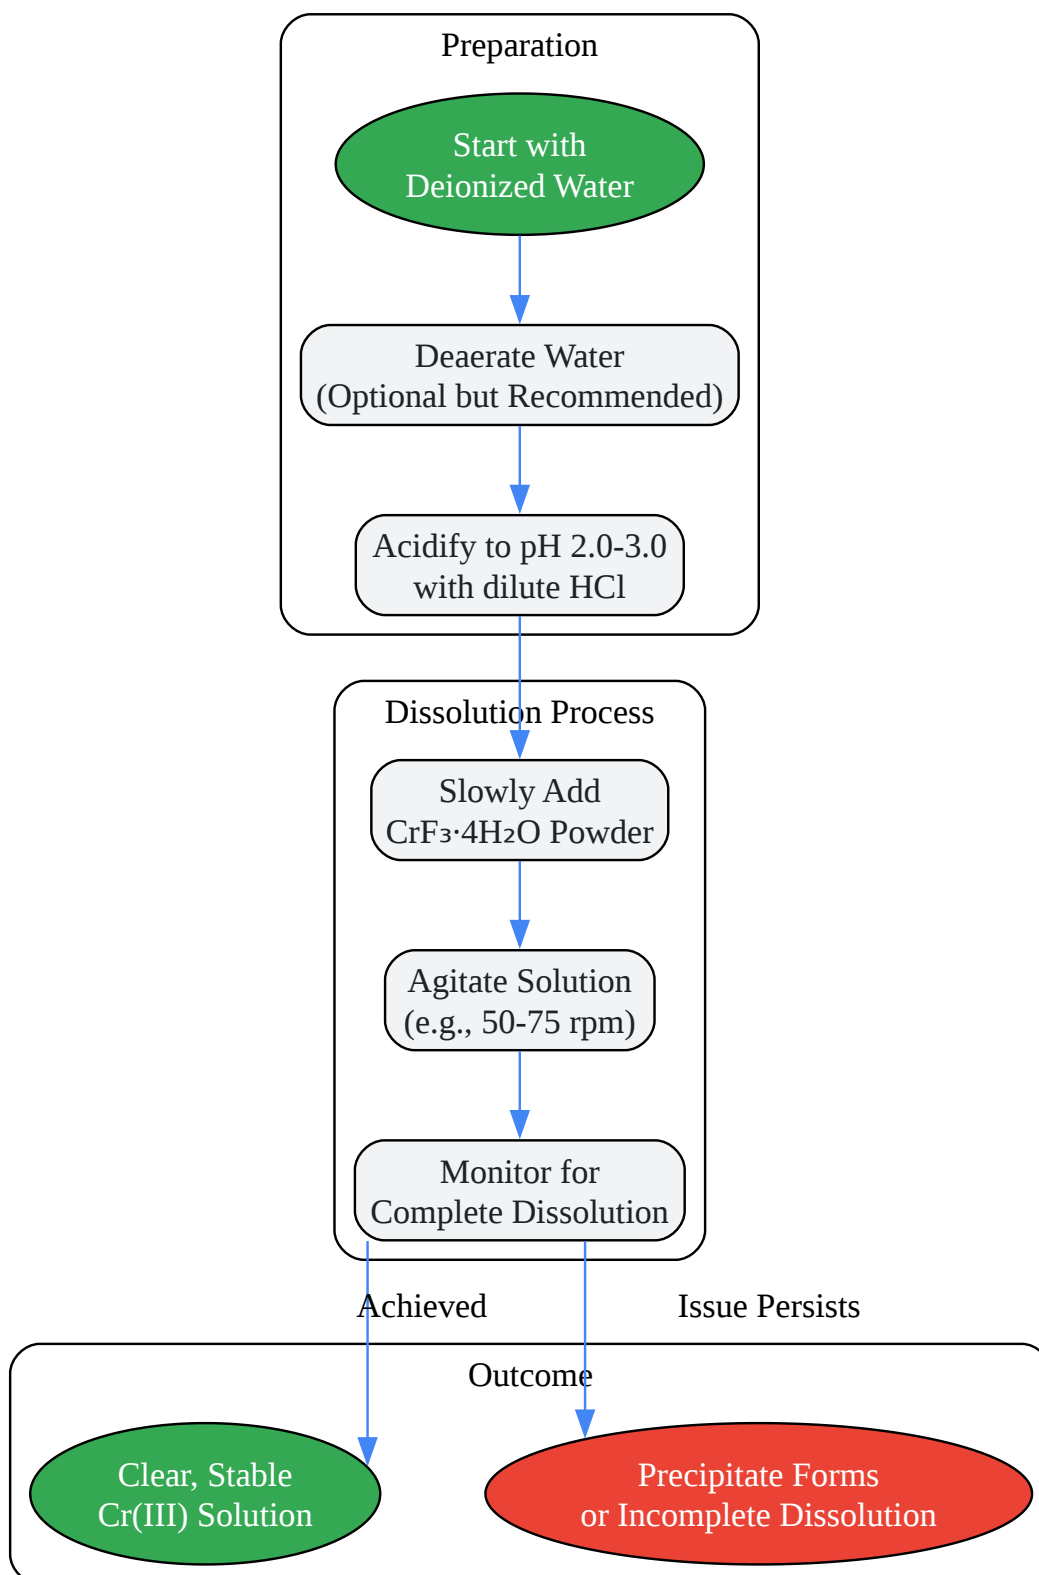 Preparation
Start with
Deionized Water
Deaerate Water
(Optional but Recommended)
Acidify to pH 2.0-3.0
with dilute HCl
Dissolution Process
Slowly Add
CrF₃·4H₂O Powder
Agitate Solution
(e.g., 50-75 rpm)
Monitor for
Complete Dissolution
Achieved
Issue Persists
Outcome
Clear, Stable
Cr(III) Solution
Precipitate Forms
or Incomplete Dissolution